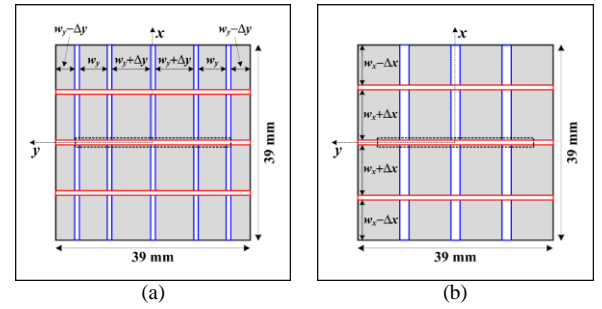 wy−Δy wy−Δy
x
wy wy+Δy wy+Δy wy
y
39 mm
39 mm
(a)
x
wx−Δx
wx+Δx
y
wx+Δx
wx−Δx
39 mm
39 mm
(b)